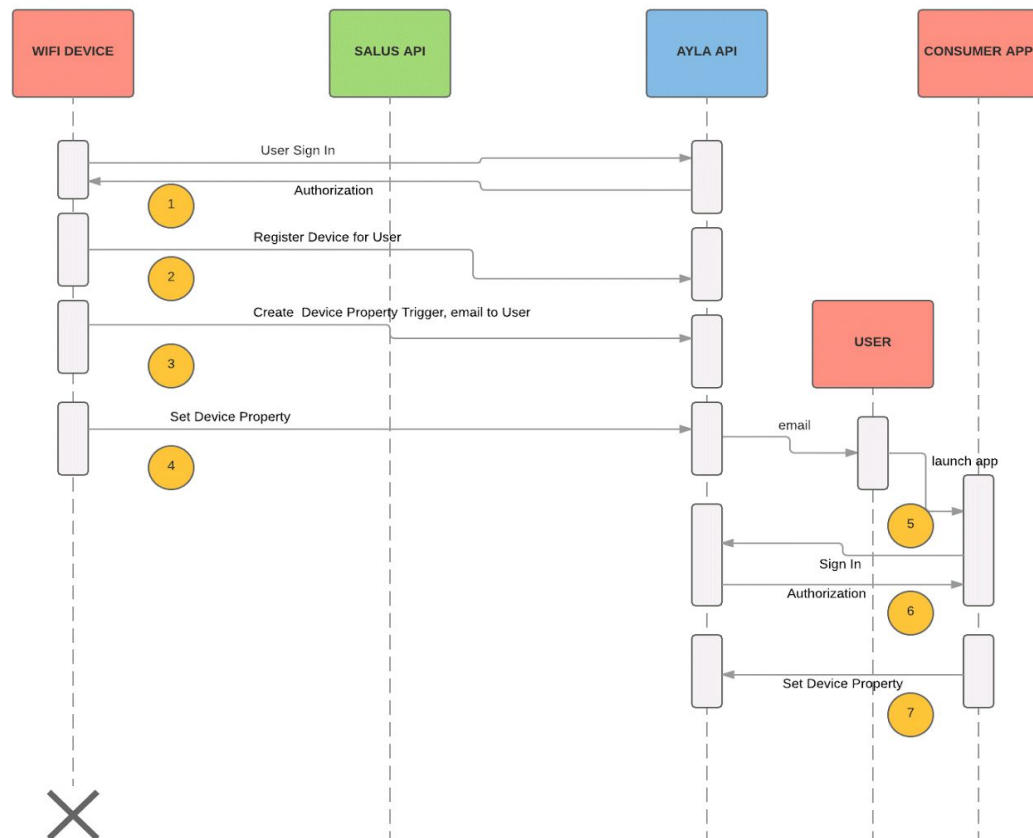 WIFI DEVICE
SALUS API
AYLA API
CONSUMER APP
User Sign In
Authorization
1
Register Device for User
2
Create  Device Property Trigger, email to User
USER
3
Set Device Property
email
4
launch app
5
Sign In
Authorization
6
Set Device Property
7